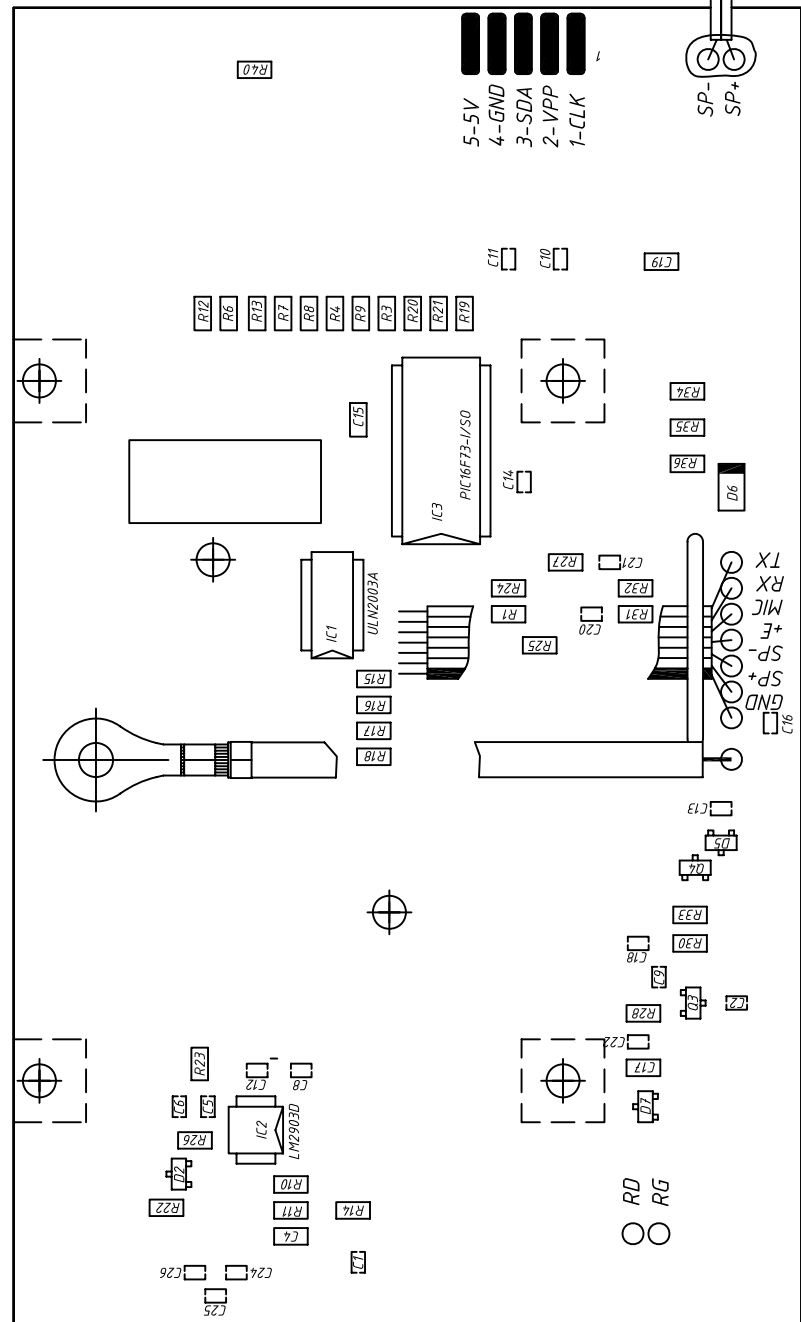 R40
1
5-5V
4-GND
3-SDA
2-VPP
1-CLK
SP-
SP+
C11
C10
C19
R12
R6
R13
R7
R8
R4
R9
R3
R20
R21
R19
C15
PIC16F73-I/SO
IC3
C14
R34
R35
R36
D6
IC1
ULN2003A
R27
C21
R24
R32
R1
C20
R31
R25
TX
RX
MIC
+E
SP-
SP+
GND
C16
R15
R16
R17
R18
C13
D5
Q4
R33
R30
C18
C9
Q3
C2
R28
C22
C17
D7
R23
C12
C8
C6
C5
IC2
LM2903D
R26
D2
R22
R10
R11
R14
C4
C1
C26
C24
C25
RD
RG